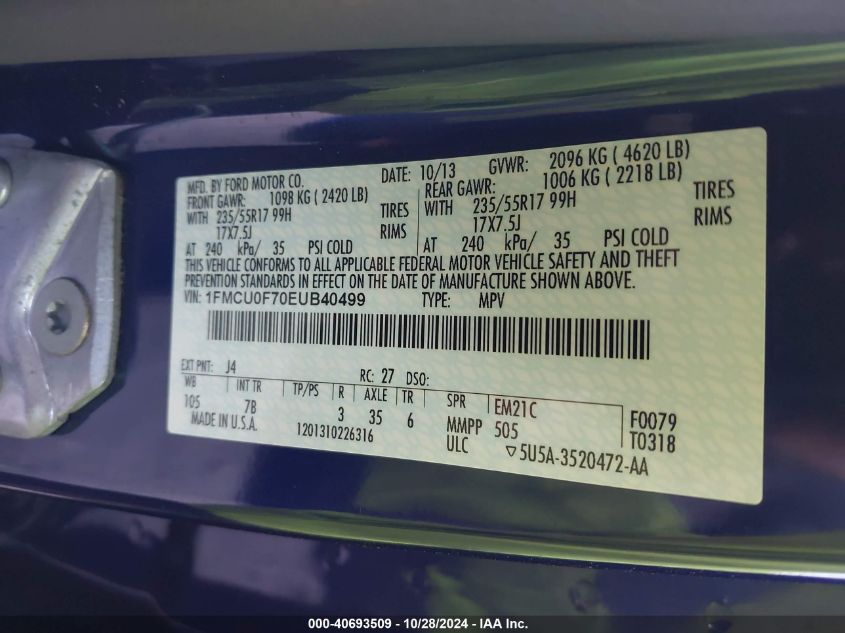 MFD. BY FORD MOTOR CO.
DATE: 10/13 GVWR: 2096 KG ( 4620 LB)
FRONT GAWR: 1098 KG ( 2420 LB) REAR GAWR: 1006 KG ( 2218 LB)
WITH 235/55R17 99H TIRES WITH 235/55R17 99H TIRES
17X7.5J RIMS 17X7.5J RIMS
AT 240 kPa/ 35 PSI COLD AT 240 kPa/ 35 PSI COLD
THIS VEHICLE CONFORMS TO ALL APPLICABLE FEDERAL MOTOR VEHICLE SAFETY AND THEFT
PREVENTION STANDARDS IN EFFECT ON THE DATE OF MANUFACTURE SHOWN ABOVE.
VIN: 1FMCU0F70EUB40499 TYPE: MPV
EXT PNT: J4 RC: 27 DSO:
WB INT TR TP/PS R AXLE TR SPR EM21C F0079
105 7B 3 35 6 MMPP 505 T0318
MADE IN U.S.A. 1201310226316 ULC ▽5U5A-3520472-AA
000-40693509 - 10/28/2024 - IAA Inc.